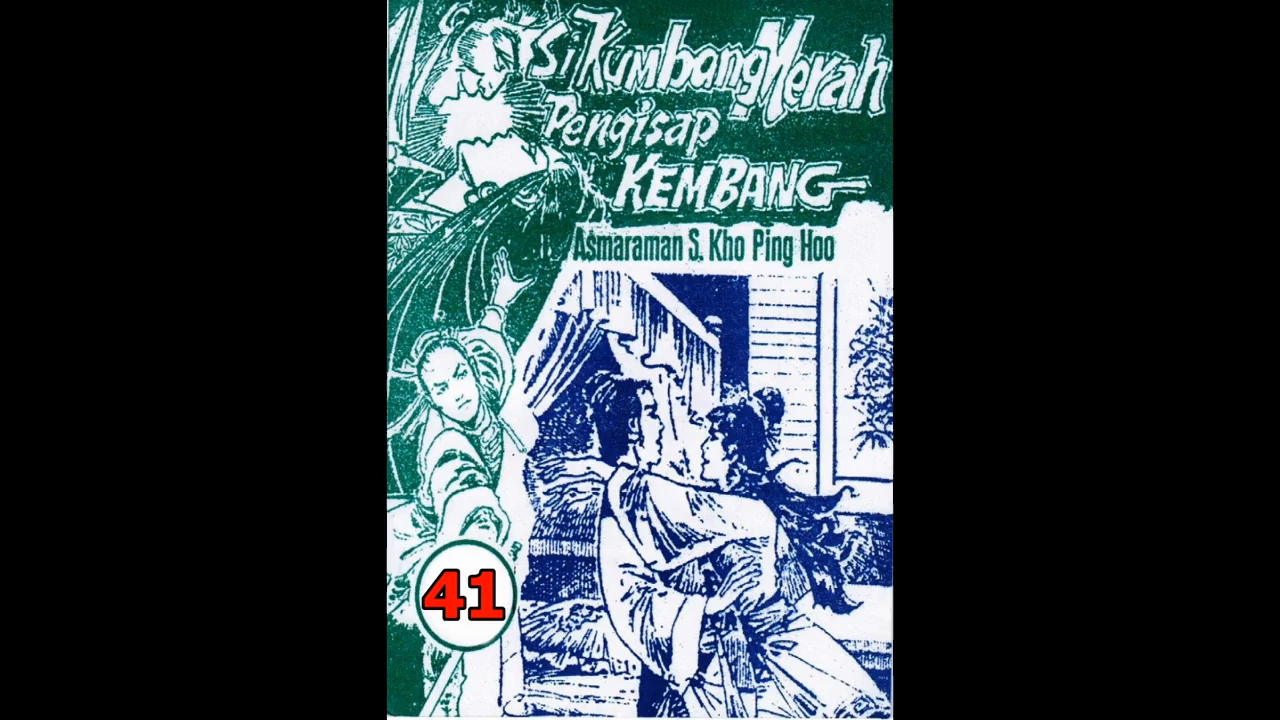 Si Kumbang Merah
Pengisap
KEMBANG
Asmaraman S. Kho Ping Hoo
41